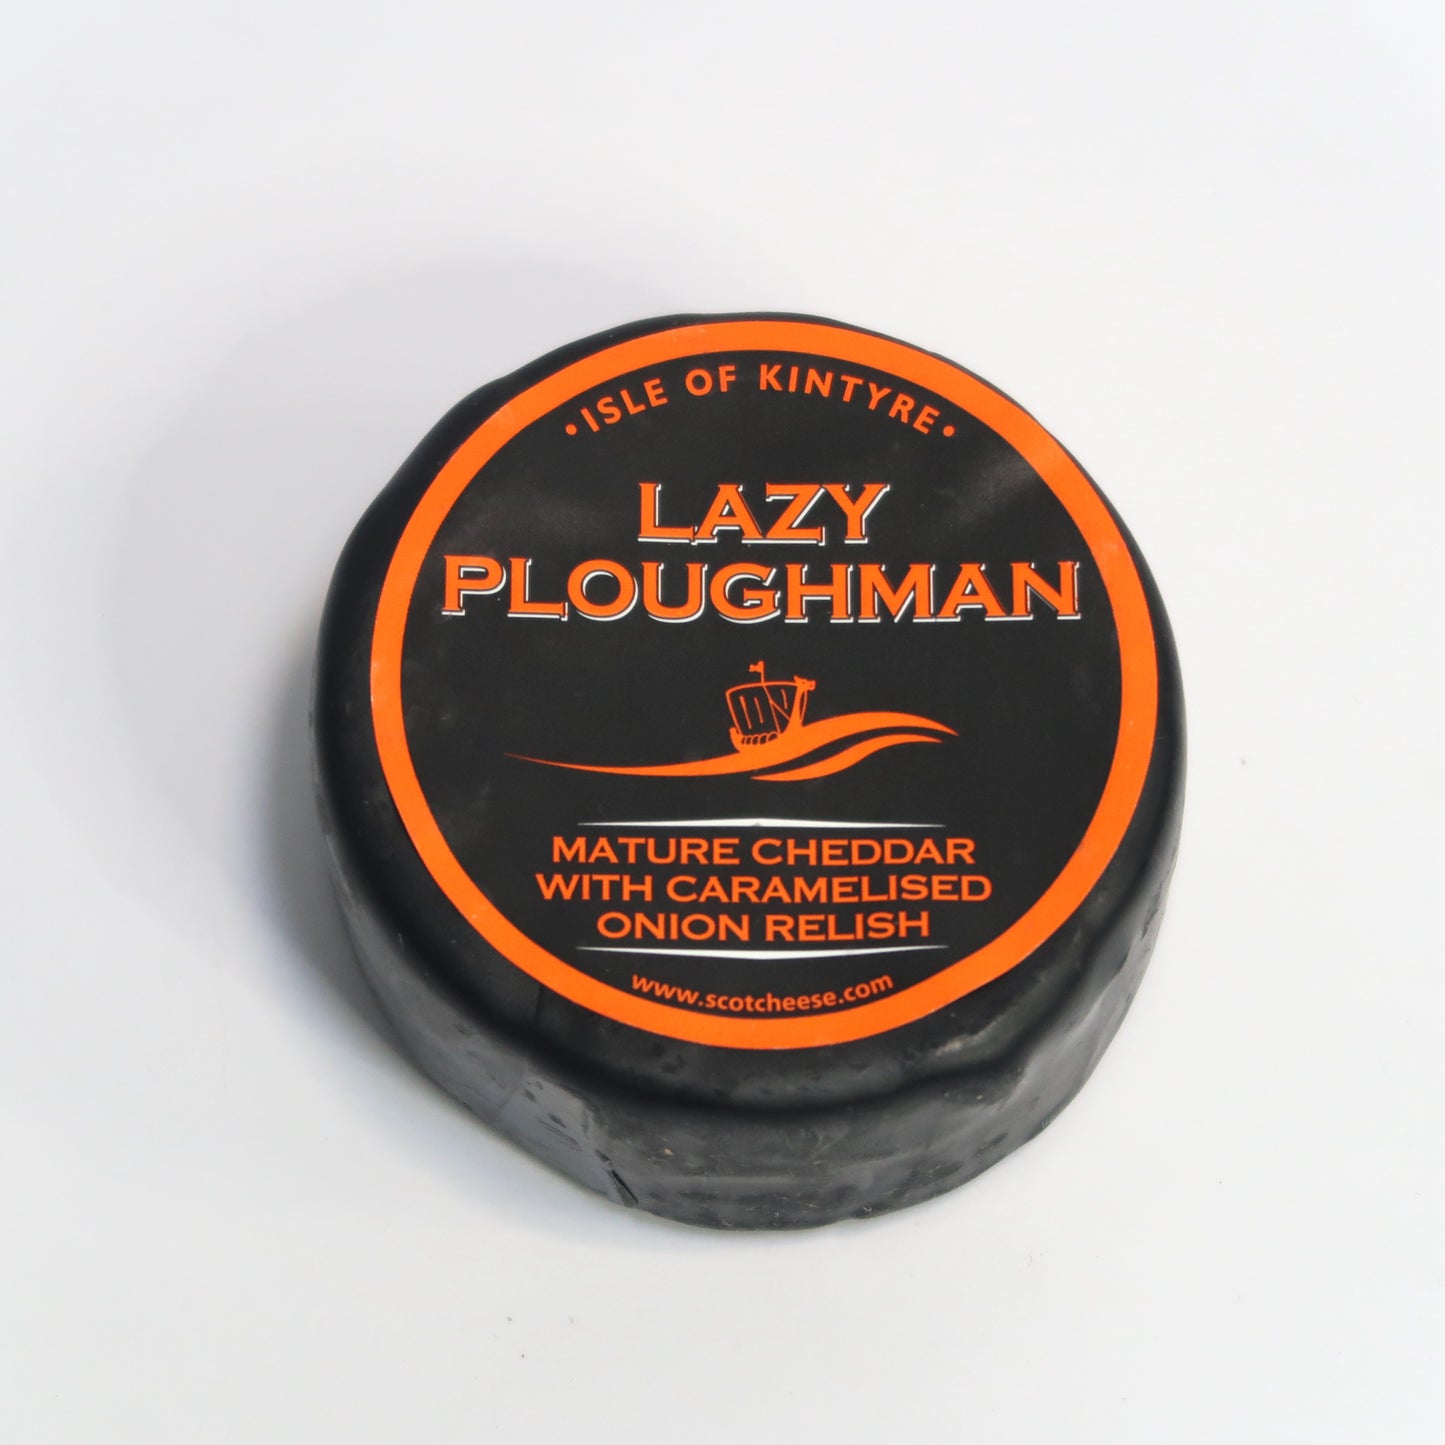 • ISLE OF KINTYRE •
LAZY
PLOUGHMAN
MATURE CHEDDAR
WITH CARAMELISED
ONION RELISH
www.scotcheese.com